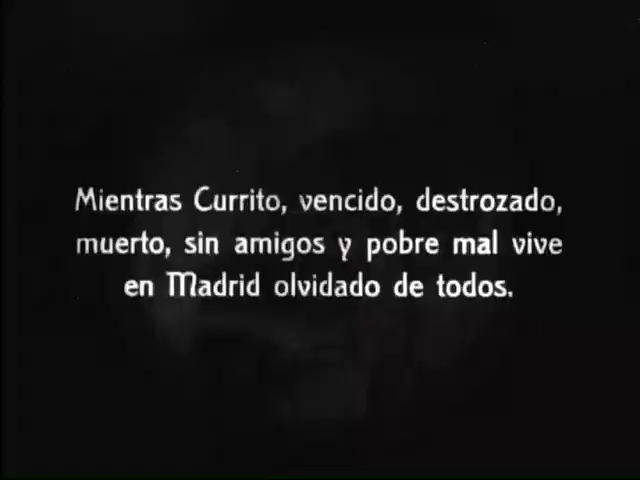 Mientras Currito, vencido, destrozado,
muerto, sin amigos y pobre mal vive
en Madrid olvidado de todos.